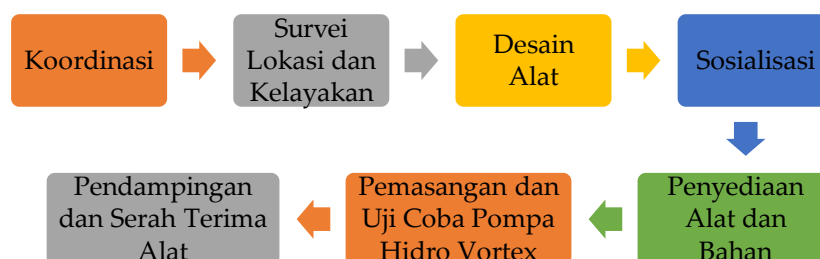 Koordinasi
Survei
Lokasi dan
Kelayakan
Desain
Alat
Sosialisasi
Penyediaan
Alat dan
Bahan
Pemasangan dan
Uji Coba Pompa
Hidro Vortex
Pendampingan
dan Serah Terima
Alat